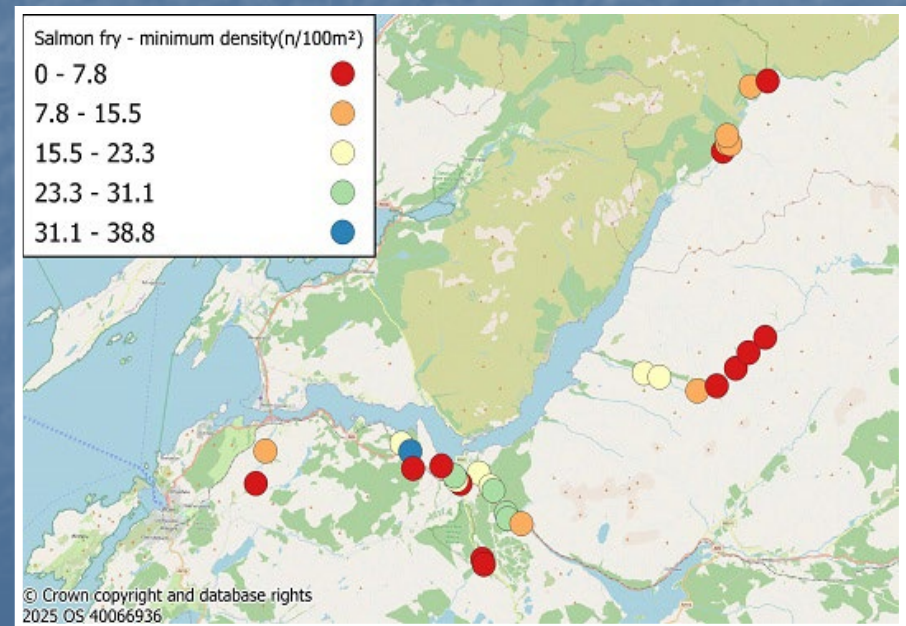 Salmon fry - minimum density(n/100m²)
0 - 7.8
7.8 - 15.5
15.5 - 23.3
23.3 - 31.1
31.1 - 38.8
© Crown copyright and database rights
2025 OS 40066936